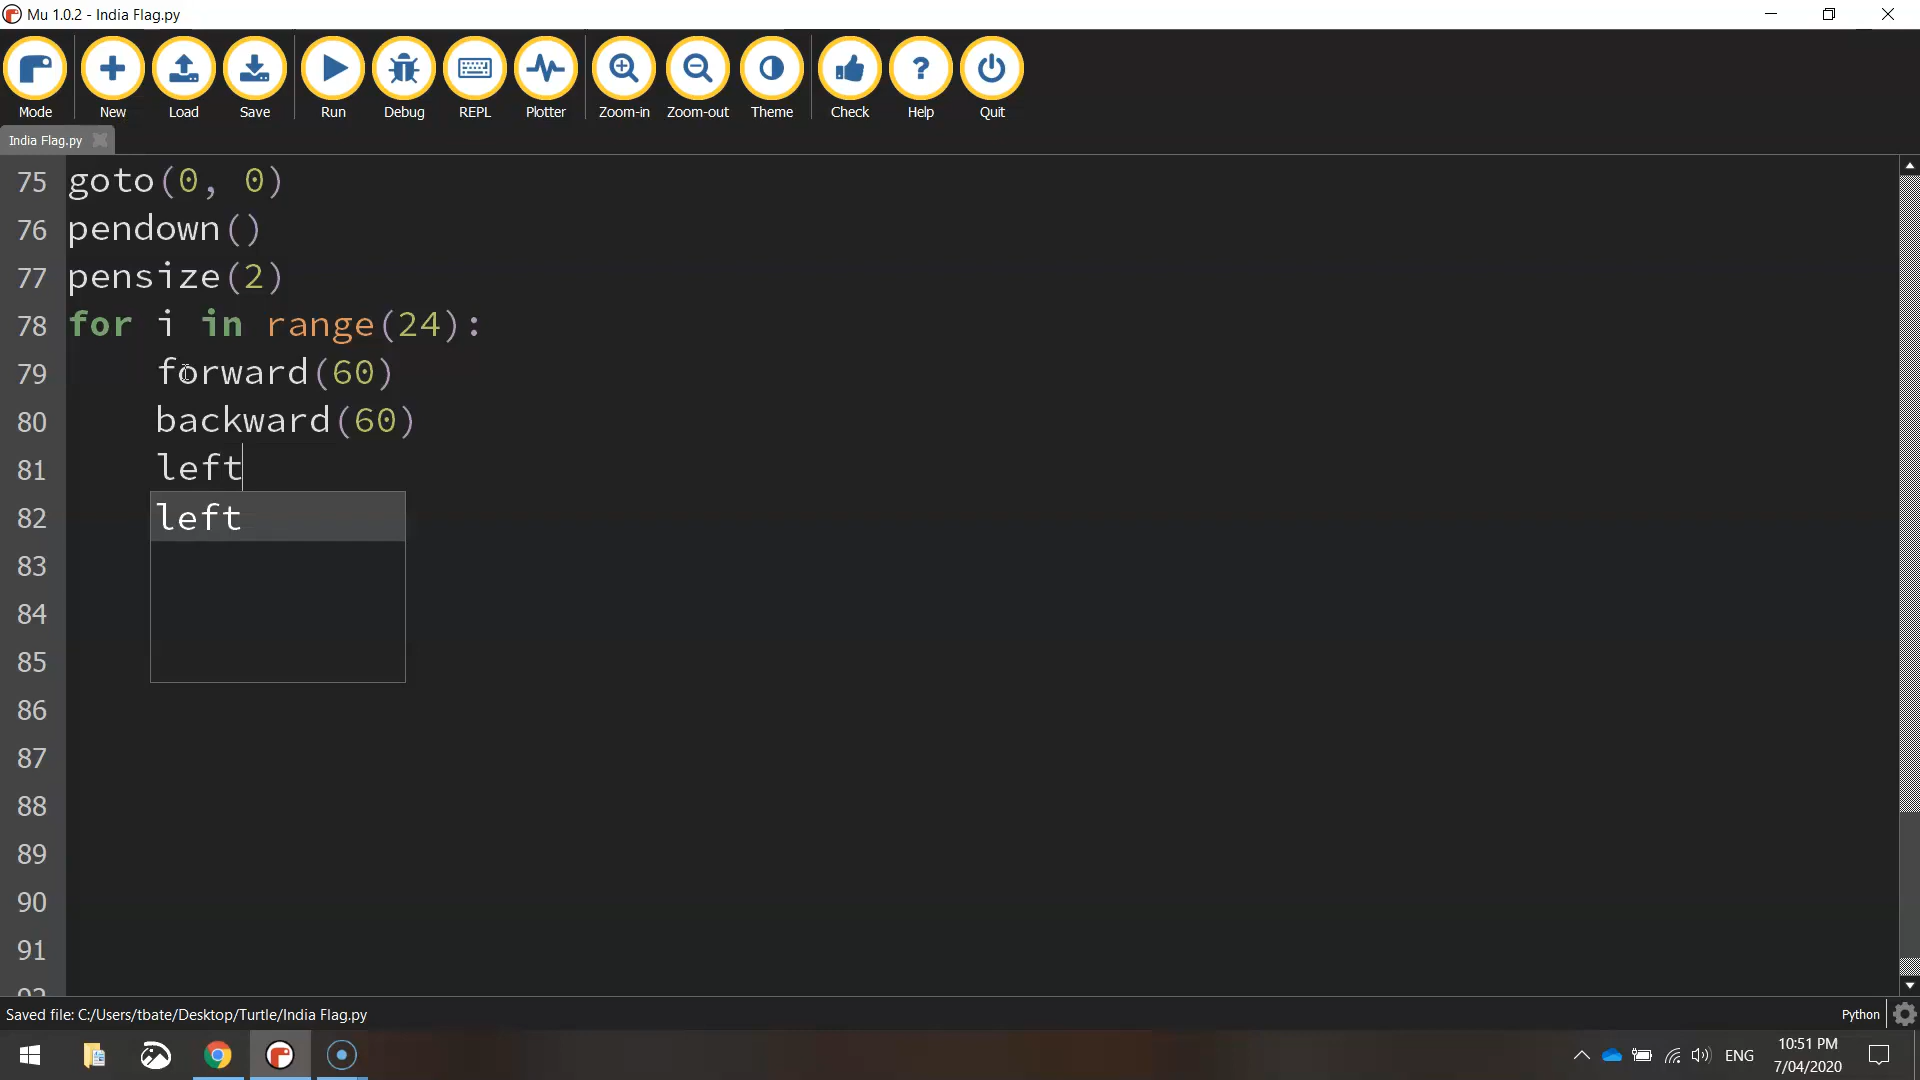 Mu 1.0.2 - India Flag.py
Mode New Load Save Run Debug REPL Plotter Zoom-in Zoom-out Theme Check Help Quit
India Flag.py
75 goto(0, 0)
76 pendown()
77 pensize(2)
78 for i in range(24):
79 forward(60)
80 backward(60)
81 left
82 left
83
84
85
86
87
88
89
90
91
92
Saved file: C:/Users/tbate/Desktop/Turtle/India Flag.py Python
ENG 10:51 PM
7/04/2020